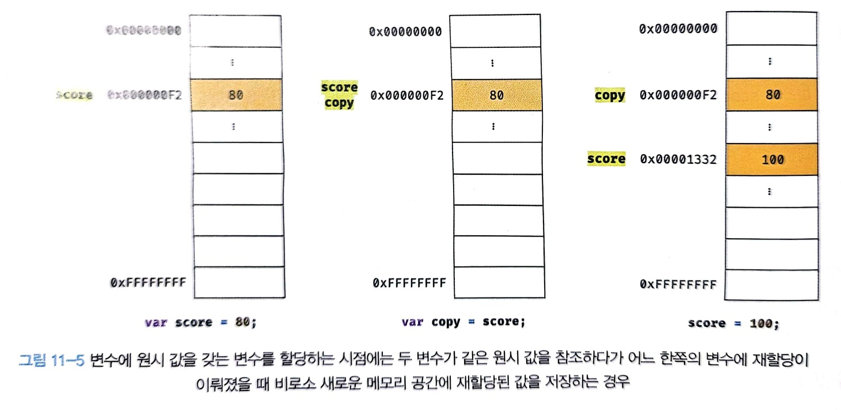 score 80
⋮
⋮
0xFFFFFFFF
var score = 80;
0x00000000
⋮
score
copy 0x000000F2 80
⋮
0xFFFFFFFF
var copy = score;
0x00000000
⋮
copy 0x000000F2 80
⋮
score 0x00001332 100
⋮
0xFFFFFFFF
score = 100;
그림 11-5 변수에 원시 값을 갖는 변수를 할당하는 시점에는 두 변수가 같은 원시 값을 참조하다가 어느 한쪽의 변수에 재할당이
이뤄졌을 때 비로소 새로운 메모리 공간에 재할당된 값을 저장하는 경우